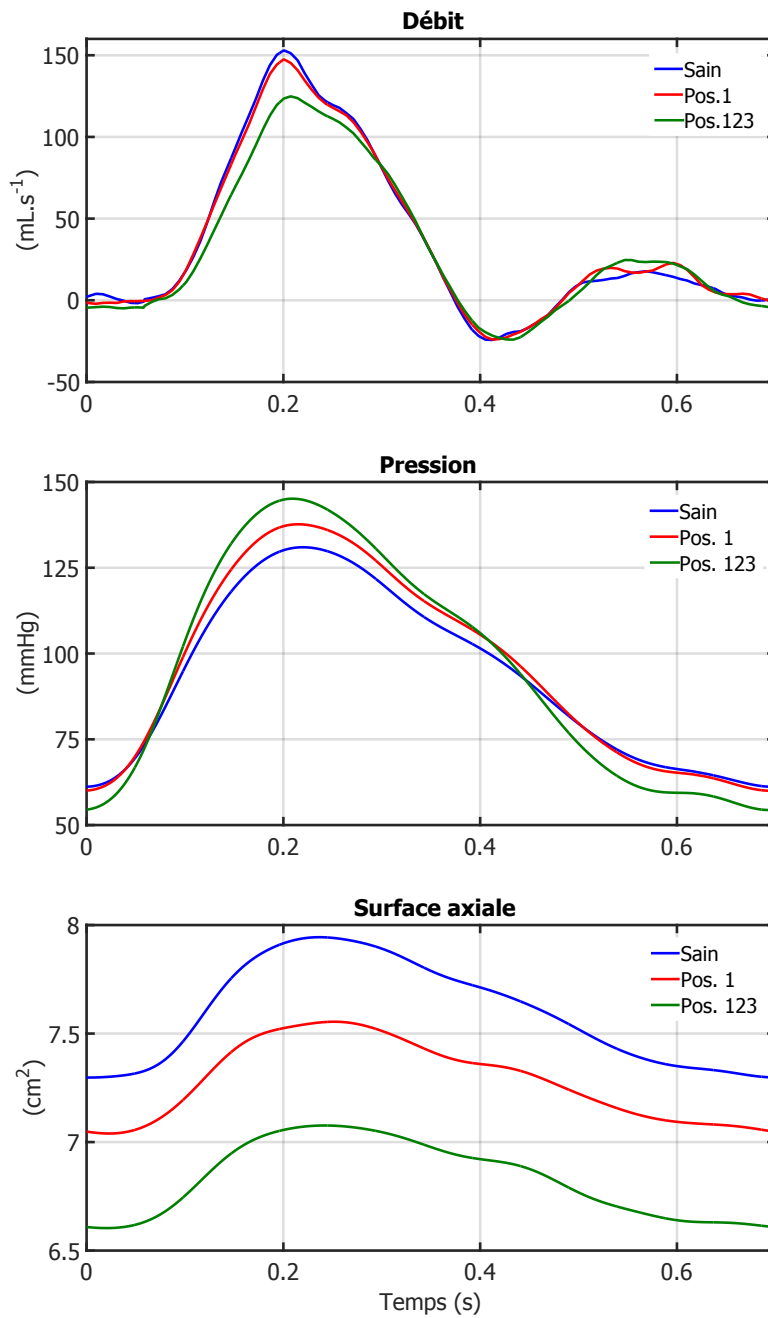 Débit
150
100
50
0
-50
(mL.s⁻¹)
Sain
Pos.1
Pos.123
0 0.2 0.4 0.6
Pression
150
125
100
75
50
(mmHg)
Sain
Pos. 1
Pos. 123
0 0.2 0.4 0.6
Surface axiale
8
7.5
7
6.5
(cm²)
Sain
Pos. 1
Pos. 123
0 0.2 0.4 0.6
Temps (s)